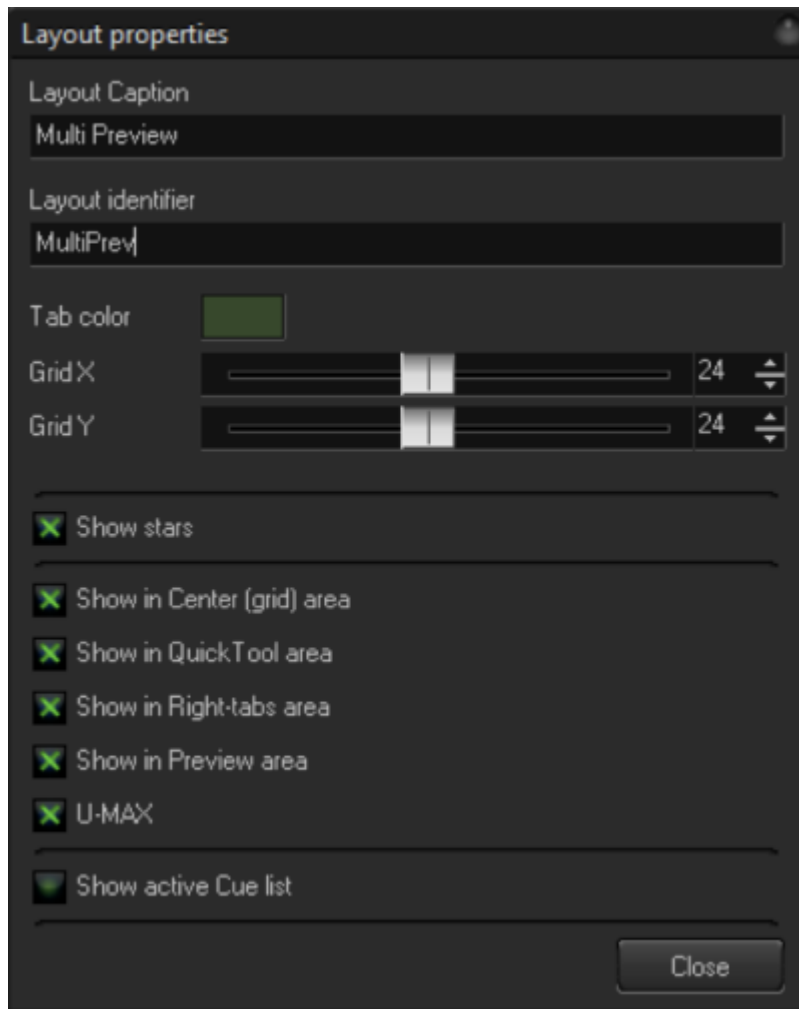 Layout properties
Layout Caption
Multi Preview
Layout identifier
MultiPrev
Tab color
Grid X 24
Grid Y 24
Show stars
Show in Center (grid) area
Show in QuickTool area
Show in Right-tabs area
Show in Preview area
U-MAX
Show active Cue list
Close